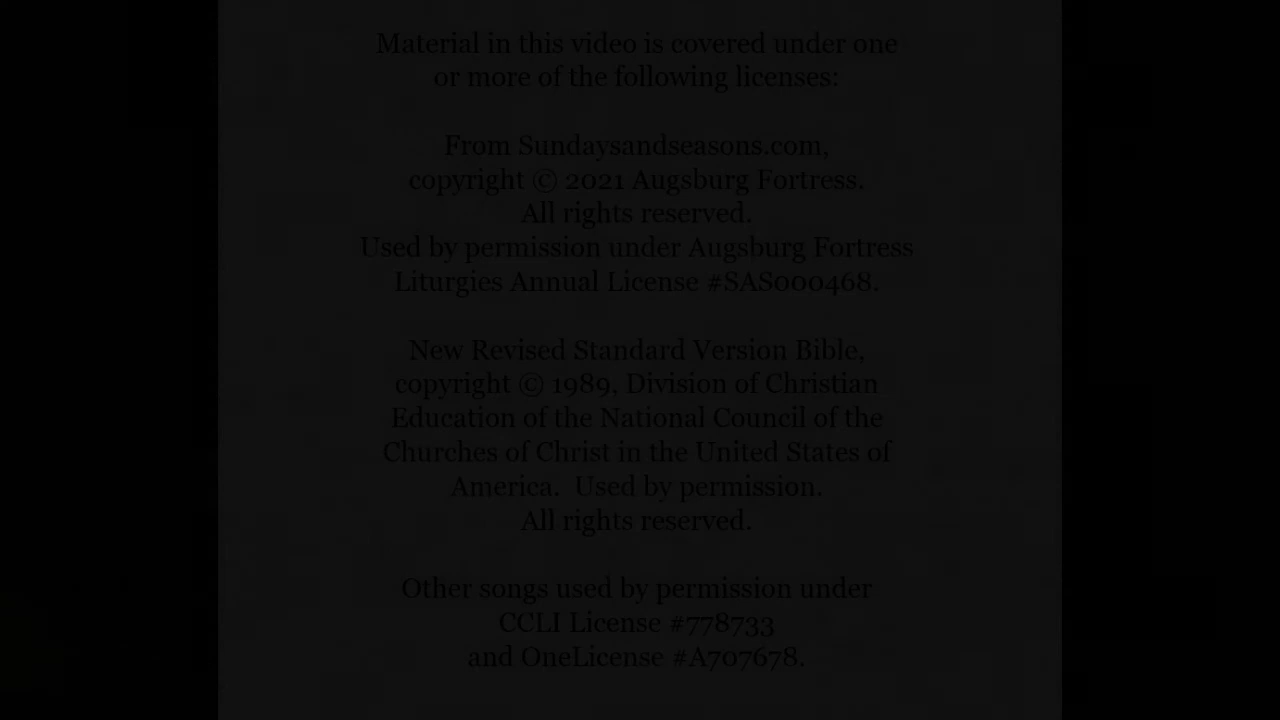 Material in this video is covered under one
or more of the following licenses:
From Sundaysandseasons.com,
copyright © 2021 Augsburg Fortress.
All rights reserved.
Used by permission under Augsburg Fortress
Liturgies Annual License #SAS000468.
New Revised Standard Version Bible,
copyright © 1989, Division of Christian
Education of the National Council of the
Churches of Christ in the United States of
America.  Used by permission.
All rights reserved.
Other songs used by permission under
CCLI License #778733
and OneLicense #A707678.